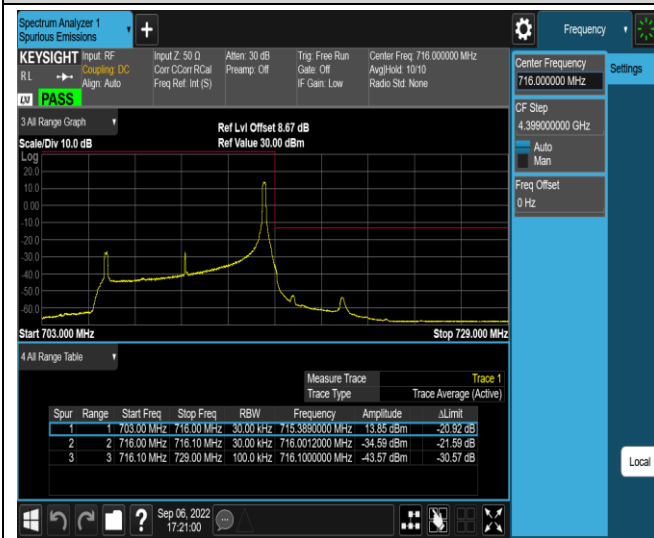 Spectrum Analyzer 1
Spurious Emissions
Frequency
KEYSIGHT Input: RF Input Z: 50 Ω Atten: 30 dB Trig: Free Run Center Freq: 716.000000 MHz
RL Coupling: DC Corr CCorr RCal Preamp: Off Gate: Off Avg|Hold: 10/10
Align: Auto Freq Ref: Int (S) IF Gain: Low Radio Std: None
LXI PASS
Center Frequency
716.000000 MHz
Settings
CF Step
4.399000000 GHz
Auto
Man
Freq Offset
0 Hz
3 All Range Graph
Ref Lvl Offset 8.67 dB
Scale/Div 10.0 dB Ref Value 30.00 dBm
Log
20.0
10.0
0.00
-10.0
-20.0
-30.0
-40.0
-50.0
-60.0
Start 703.000 MHz Stop 729.000 MHz
4 All Range Table
Measure Trace Trace 1
Trace Type Trace Average (Active)
Spur Range Start Freq Stop Freq RBW Frequency Amplitude ΔLimit
1 1 703.00 MHz 716.00 MHz 30.00 kHz 715.3890000 MHz 13.85 dBm -20.92 dB
2 2 716.00 MHz 716.10 MHz 30.00 kHz 716.0012000 MHz -34.59 dBm -21.59 dB
3 3 716.10 MHz 729.00 MHz 100.0 kHz 716.1000000 MHz -43.57 dBm -30.57 dB
Local
Sep 06, 2022
17:21:00